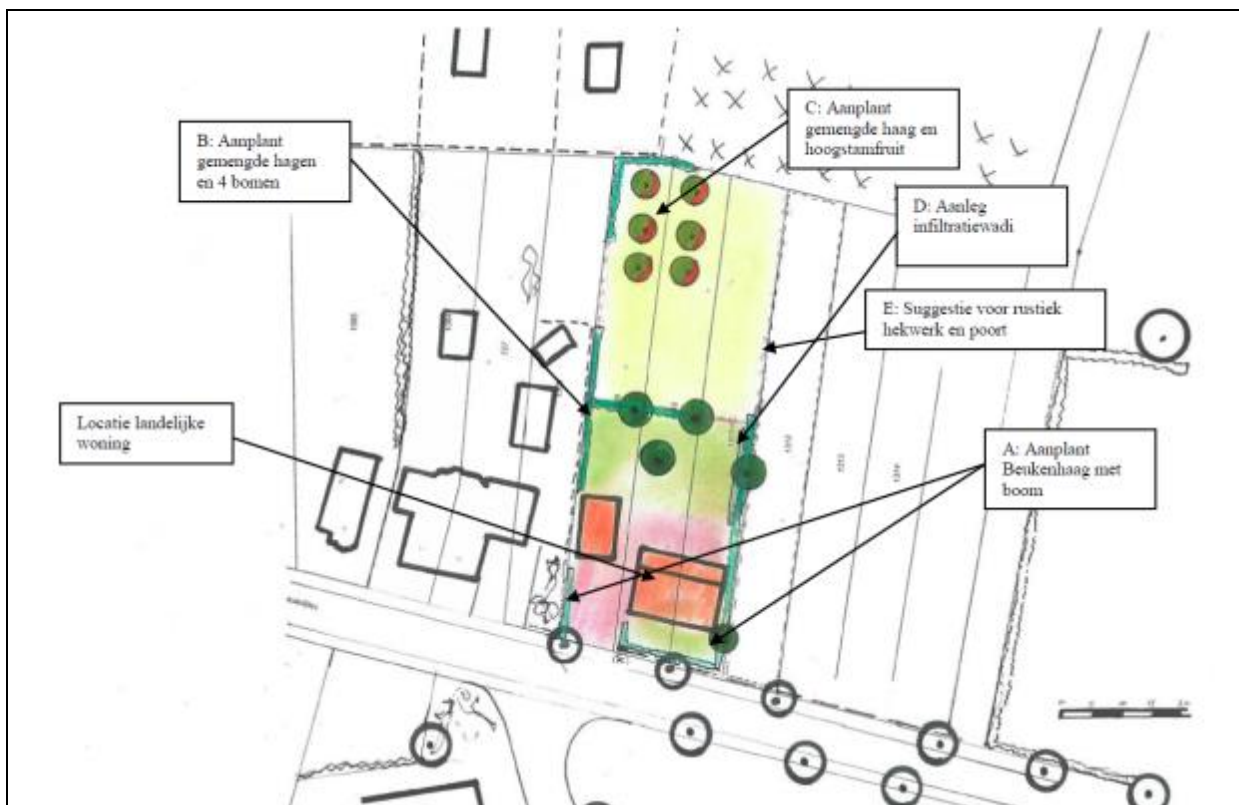 C: Aanplant
gemengde haag en
hoogstamfruit
B: Aanplant
gemengde hagen
en 4 bomen
D: Aanleg
infiltratiewadi
E: Suggestie voor rustiek
hekwerk en poort
Locatie landelijke
woning
A: Aanplant
Beukenhaag met
boom